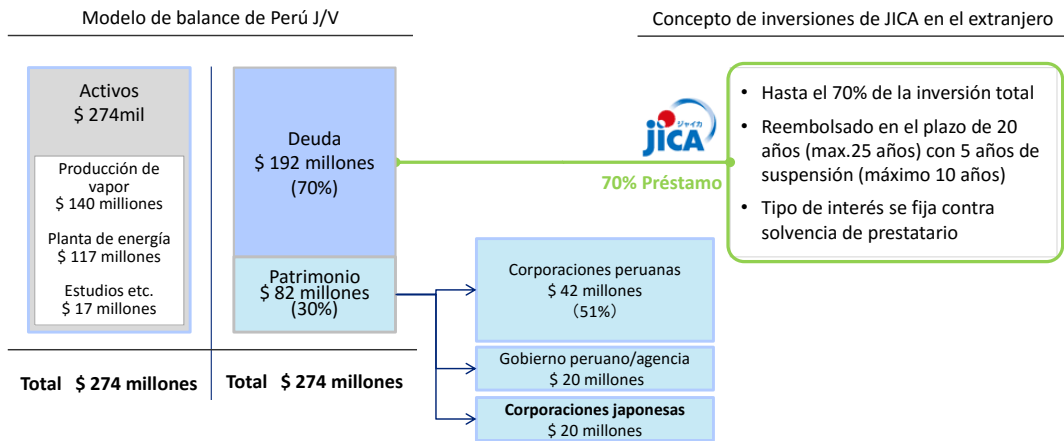 Modelo de balance de Perú J/V
Concepto de inversiones de JICA en el extranjero
Activos
$ 274mil
Producción de
vapor
$ 140 millones
Planta de energía
$ 117 millones
Estudios etc.
$ 17 millones
Total $ 274 millones
Deuda
$ 192 millones
(70%)
Patrimonio
$ 82 millones
(30%)
Total $ 274 millones
Corporaciones peruanas
$ 42 millones
(51%)
Gobierno peruano/agencia
$ 20 millones
Corporaciones japonesas
$ 20 millones
ジャイカ
JICA
70% Préstamo
• Hasta el 70% de la inversión total
• Reembolsado en el plazo de 20
años (max.25 años) con 5 años de
suspensión (máximo 10 años)
• Tipo de interés se fija contra
solvencia de prestatario